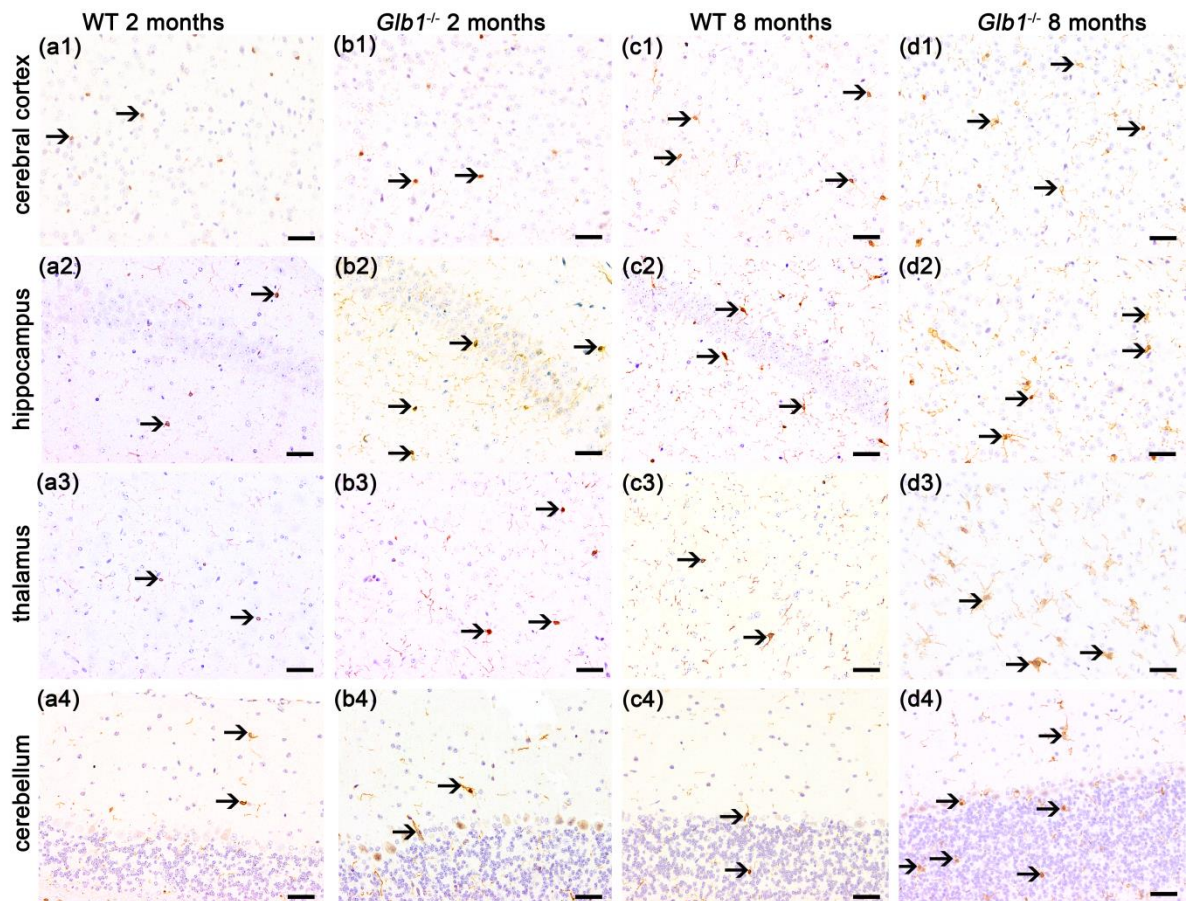 WT 2 months Glb1-/- 2 months WT 8 months Glb1-/- 8 months
cerebral cortex
(a1) (b1) (c1) (d1)
hippocampus
(a2) (b2) (c2) (d2)
thalamus
(a3) (b3) (c3) (d3)
cerebellum
(a4) (b4) (c4) (d4)